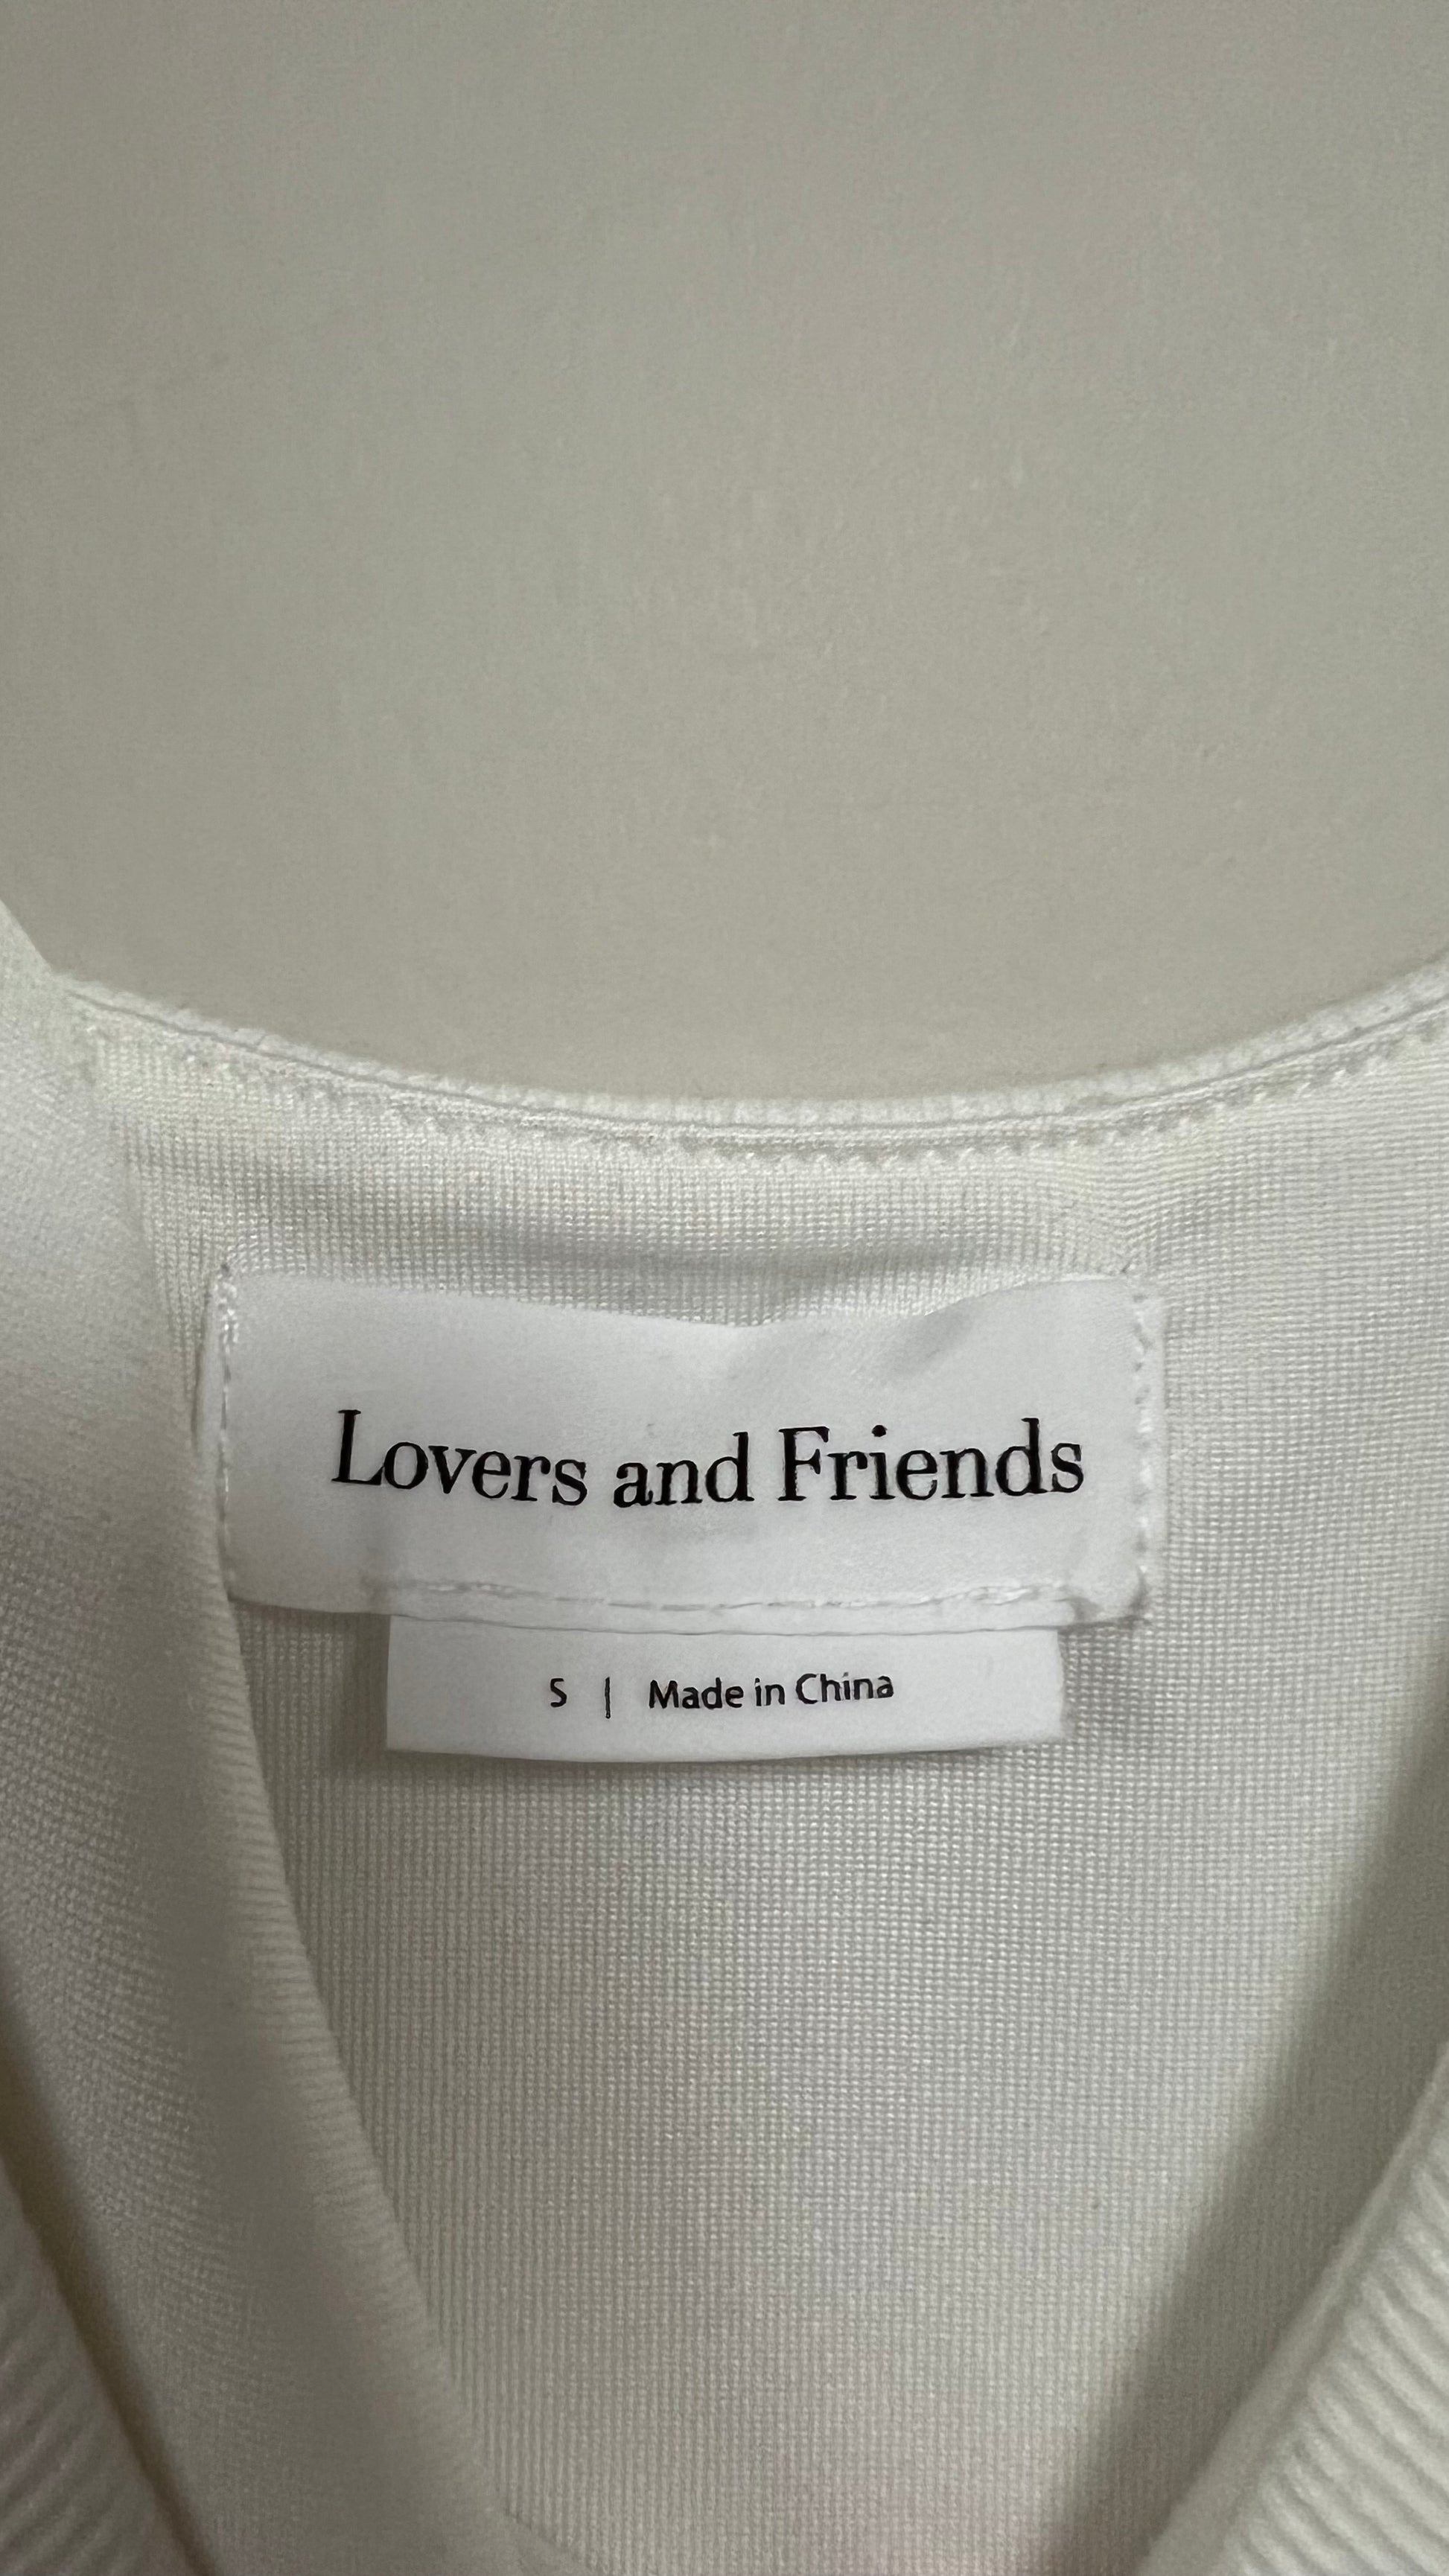 Lovers and Friends
S | Made in China